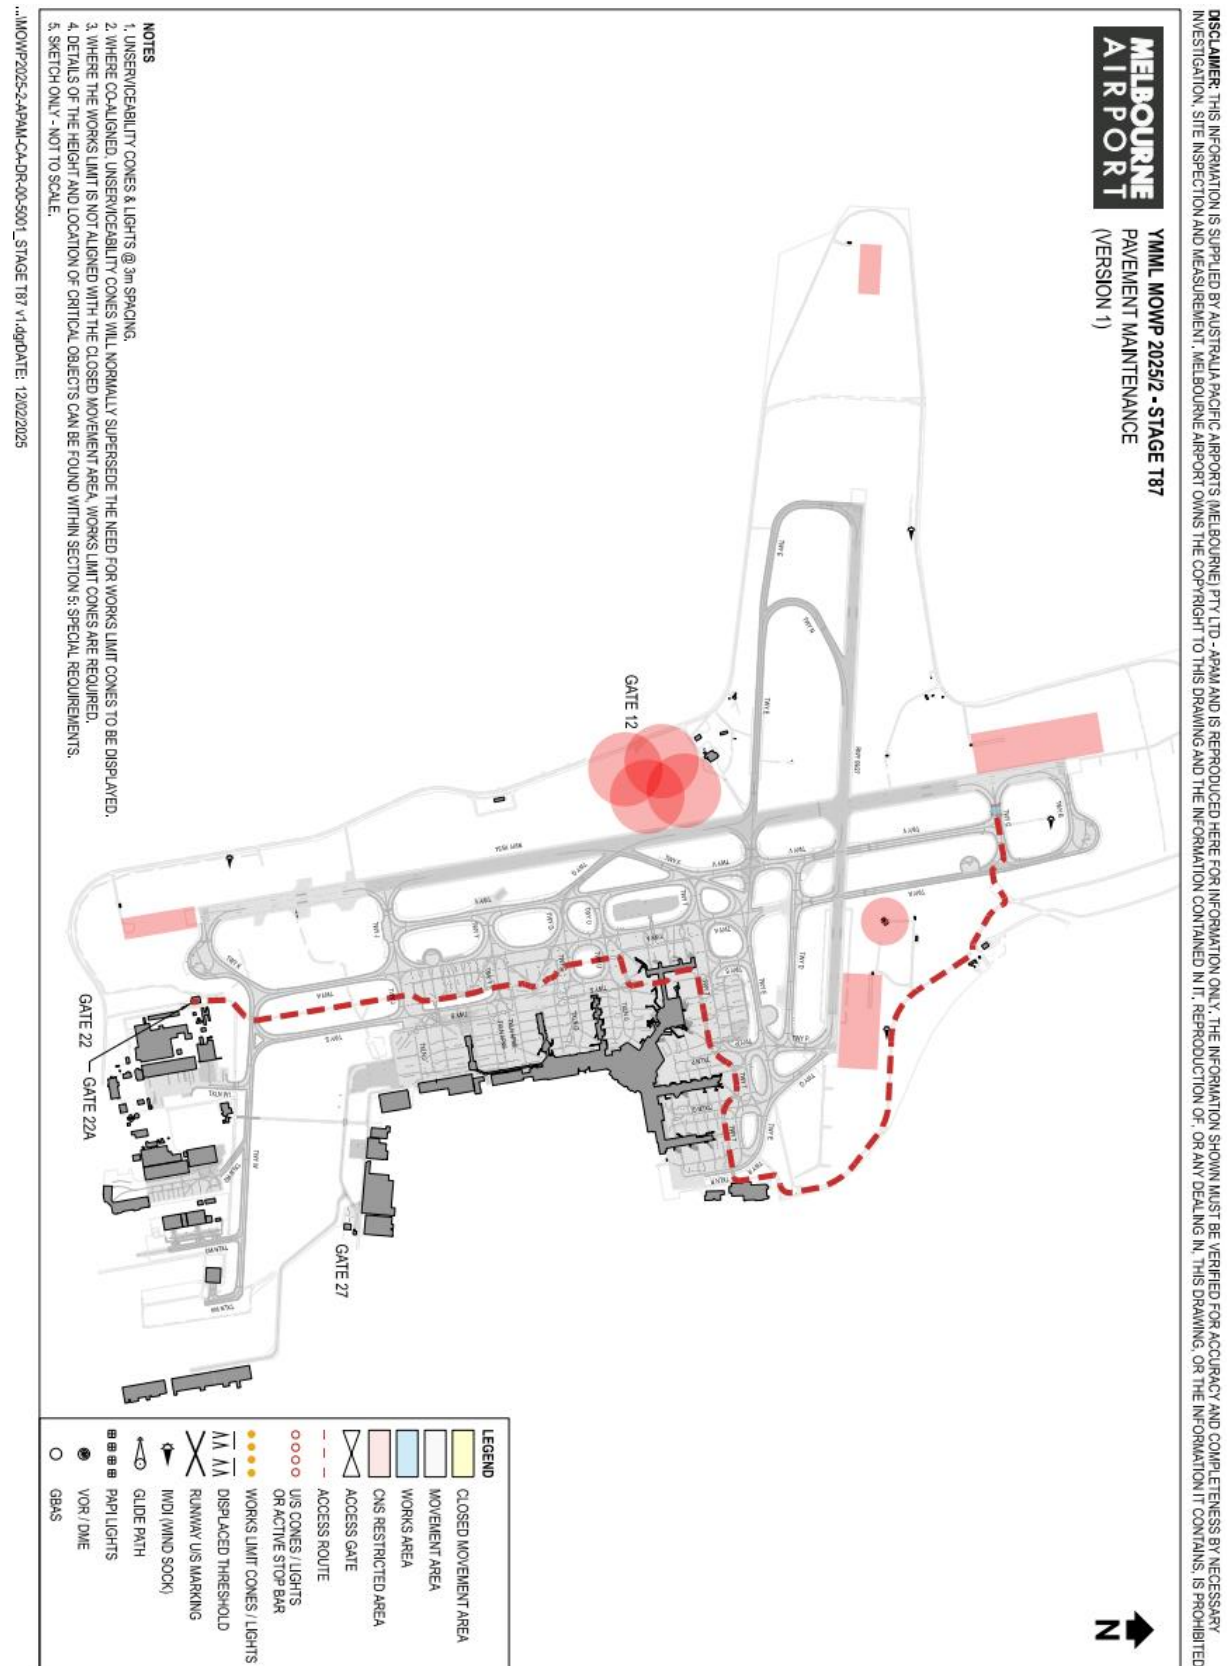 DISCLAIMER: THIS INFORMATION IS SUPPLIED BY AUSTRALIA PACIFIC AIRPORTS (MELBOURNE) PTY LTD - APAM AND IS REPRODUCED HERE FOR INFORMATION ONLY. THE INFORMATION SHOWN MUST BE VERIFIED FOR ACCURACY AND COMPLETENESS BY NECESSARY
INVESTIGATION, SITE INSPECTION AND MEASUREMENT. MELBOURNE AIRPORT OWNS THE COPYRIGHT TO THIS DRAWING AND THE INFORMATION CONTAINED IN IT. REPRODUCTION OF, OR ANY DEALING IN, THIS DRAWING, OR THE INFORMATION IT CONTAINS, IS PROHIBITED
MELBOURNE
AIRPORT
YMML MOWP 2025/2 - STAGE T87
PAVEMENT MAINTENANCE
(VERSION 1)
N
GATE 12
GATE 22
GATE 22A
GATE 27
RWY 09/27
RWY 16/34
TWY E
TWY V
TWY A
TWY C
NOTES
1. UNSERVICEABILITY CONES & LIGHTS @ 3m SPACING.
2. WHERE CO-ALIGNED, UNSERVICEABILITY CONES WILL NORMALLY SUPERSEDE THE NEED FOR WORKS LIMIT CONES TO BE DISPLAYED.
3. WHERE THE WORKS LIMIT IS NOT ALIGNED WITH THE CLOSED MOVEMENT AREA, WORKS LIMIT CONES ARE REQUIRED.
4. DETAILS OF THE HEIGHT AND LOCATION OF CRITICAL OBJECTS CAN BE FOUND WITHIN SECTION 5: SPECIAL REQUIREMENTS.
5. SKETCH ONLY - NOT TO SCALE.
LEGEND
CLOSED MOVEMENT AREA
MOVEMENT AREA
WORKS AREA
CNS RESTRICTED AREA
ACCESS GATE
ACCESS ROUTE
U/S CONES / LIGHTS
OR ACTIVE STOP BAR
WORKS LIMIT CONES / LIGHTS
DISPLACED THRESHOLD
RUNWAY U/S MARKING
IWDI (WIND SOCK)
GLIDE PATH
PAPI LIGHTS
VOR / DME
GBAS
...\MOWP2025-2-APAM-CA-DR-00-5001_STAGE T87 v1.dgnDATE: 12/02/2025